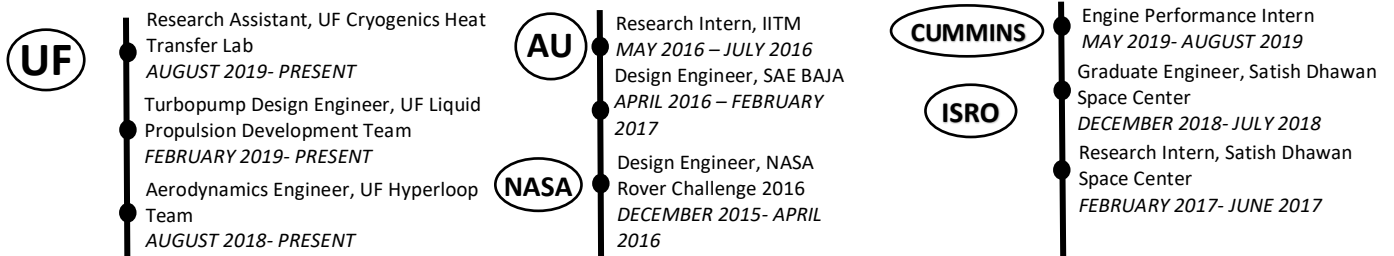 UF
Research Assistant, UF Cryogenics Heat
Transfer Lab
AUGUST 2019- PRESENT
Turbopump Design Engineer, UF Liquid
Propulsion Development Team
FEBRUARY 2019- PRESENT
Aerodynamics Engineer, UF Hyperloop
Team
AUGUST 2018- PRESENT
AU
Research Intern, IITM
MAY 2016 – JULY 2016
Design Engineer, SAE BAJA
APRIL 2016 – FEBRUARY
2017
NASA
Design Engineer, NASA
Rover Challenge 2016
DECEMBER 2015- APRIL
2016
CUMMINS
Engine Performance Intern
MAY 2019- AUGUST 2019
ISRO
Graduate Engineer, Satish Dhawan
Space Center
DECEMBER 2018- JULY 2018
Research Intern, Satish Dhawan
Space Center
FEBRUARY 2017- JUNE 2017